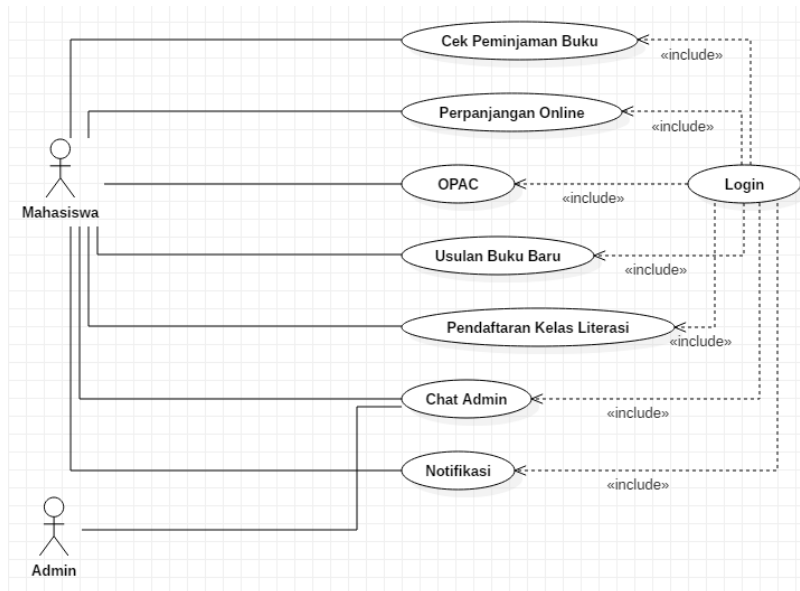 Cek Peminjaman Buku
«include»
Perpanjangan Online
«include»
OPAC
Login
«include»
Mahasiswa
Usulan Buku Baru
«include»
Pendaftaran Kelas Literasi
«include»
Chat Admin
«include»
Notifikasi
«include»
Admin